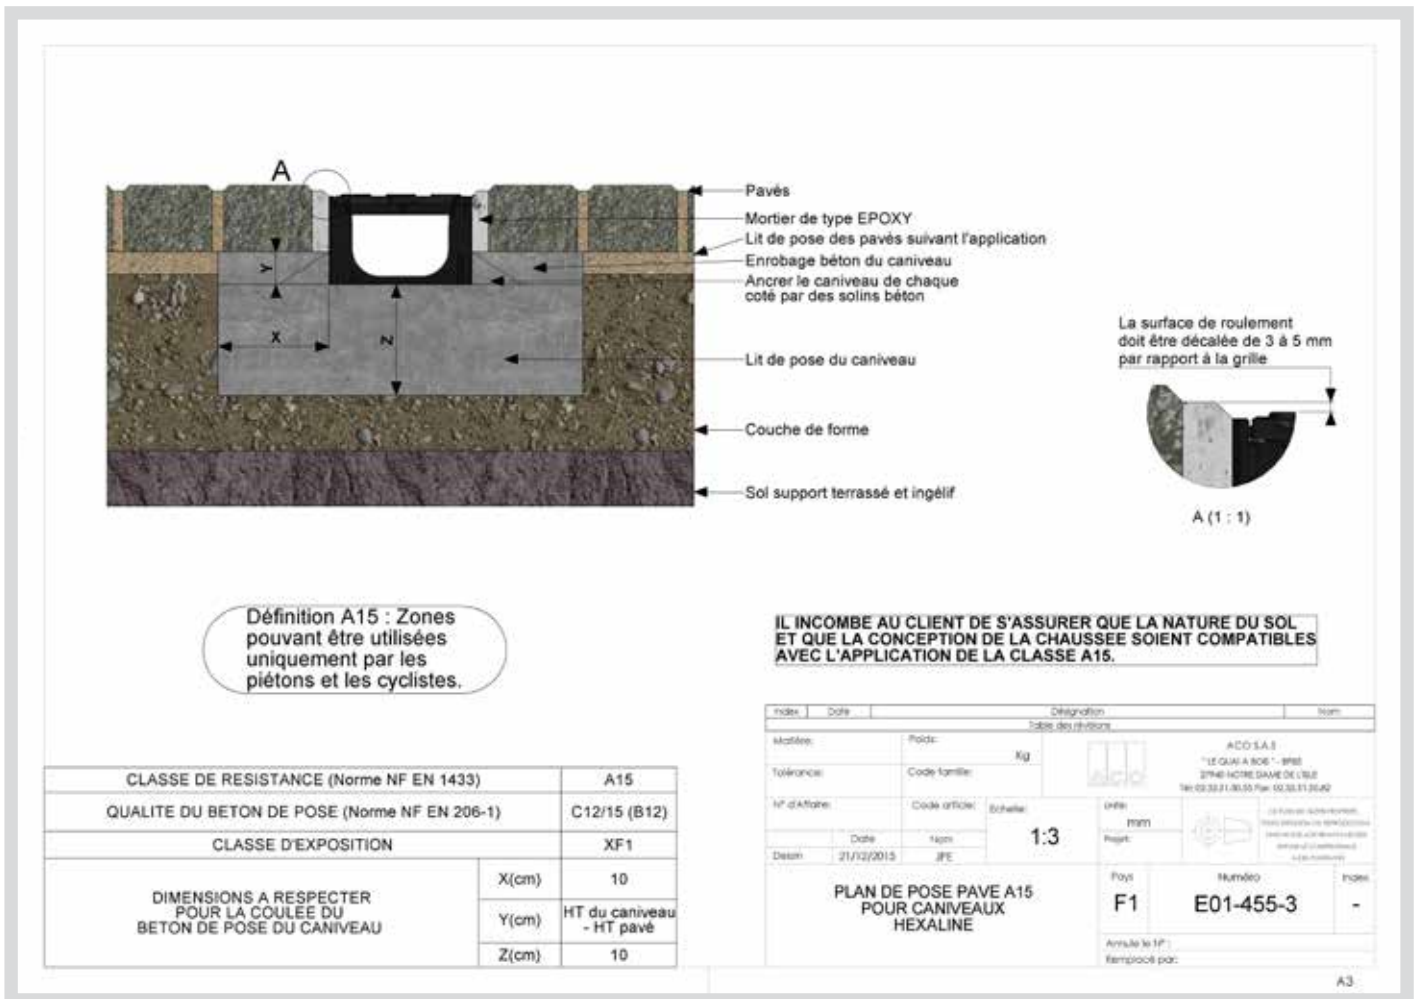 A
Pavés
Mortier de type EPOXY
Lit de pose des pavés suivant l'application
Enrobage béton du caniveau
Ancrer le caniveau de chaque
coté par des solins béton
Y
X
Z
Lit de pose du caniveau
Couche de forme
Sol support terrassé et ingélif
La surface de roulement
doit être décalée de 3 à 5 mm
par rapport à la grille
A (1 : 1)
Définition A15 : Zones
pouvant être utilisées
uniquement par les
piétons et les cyclistes.
IL INCOMBE AU CLIENT DE S'ASSURER QUE LA NATURE DU SOL
ET QUE LA CONCEPTION DE LA CHAUSSEE SOIENT COMPATIBLES
AVEC L'APPLICATION DE LA CLASSE A15.
CLASSE DE RESISTANCE (Norme NF EN 1433) A15
QUALITE DU BETON DE POSE (Norme NF EN 206-1) C12/15 (B12)
CLASSE D'EXPOSITION XF1
DIMENSIONS A RESPECTER
POUR LA COULEE DU
BETON DE POSE DU CANIVEAU
X(cm) 10
Y(cm) HT du caniveau
- HT pavé
Z(cm) 10
Index Date Désignation Nom
Table des révisions
Matière: Poids: Kg
Tolérance: Code famille:
N° d'Affaire: Code article: Echelle:
1:3
Date Nom
Dessin 21/12/2015 JPE
ACO
ACO S.A.S
27940 NOTRE DAME DE L'ISLE
Unité:
mm
Projet:
PLAN DE POSE PAVE A15
POUR CANIVEAUX
HEXALINE
Pays Numéro Index
F1 E01-455-3 -
Annule le N° :
Remplacé par:
A3